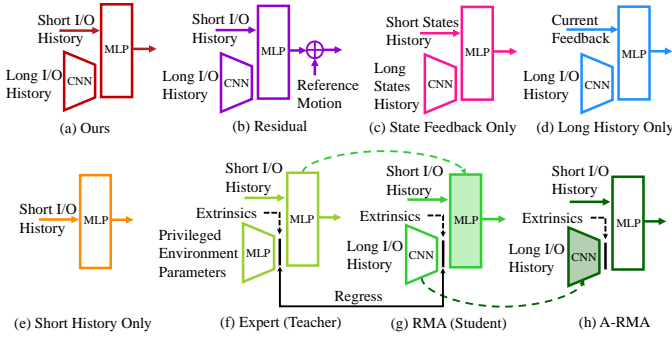 Short I/O
History
MLP
CNN
Long I/O
History
(a) Ours
Short I/O
History
MLP
CNN
Long I/O
History
Reference
Motion
(b) Residual
Short States
History
MLP
CNN
Long
States
History
(c) State Feedback Only
Current
Feedback
MLP
CNN
Long I/O
History
(d) Long History Only
Short I/O
History
MLP
(e) Short History Only
Short I/O
History
Extrinsics
MLP
Privileged
Environment
Parameters
MLP
(f) Expert (Teacher)
Regress
Short I/O
History
Extrinsics
MLP
Long I/O
History
CNN
(g) RMA (Student)
Short I/O
History
Extrinsics
MLP
Long I/O
History
CNN
(h) A-RMA